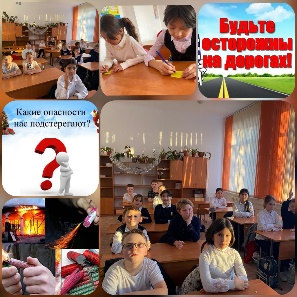 Будьте
осторожны
на дорогах!
Какие опасности
нас подстерегают?